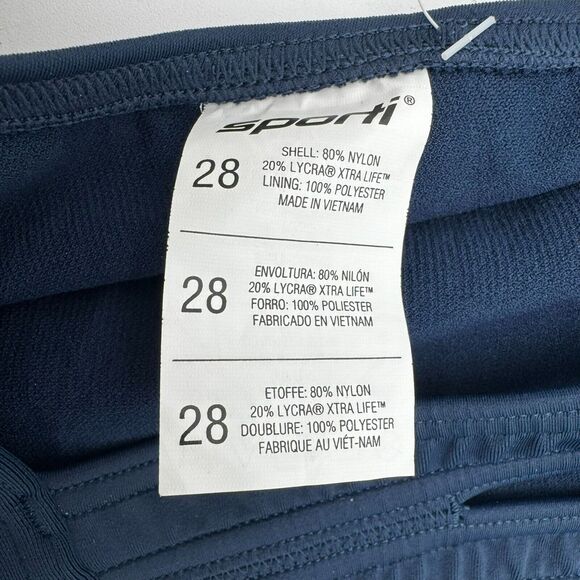 sporti®
28
SHELL: 80% NYLON
20% LYCRA® XTRA LIFE™
LINING: 100% POLYESTER
MADE IN VIETNAM
28
ENVOLTURA: 80% NILÓN
20% LYCRA® XTRA LIFE™
FORRO: 100% POLIESTER
FABRICADO EN VIETNAM
28
ETOFFE: 80% NYLON
20% LYCRA® XTRA LIFE™
DOUBLURE: 100% POLYESTER
FABRIQUE AU VIÉT-NAM